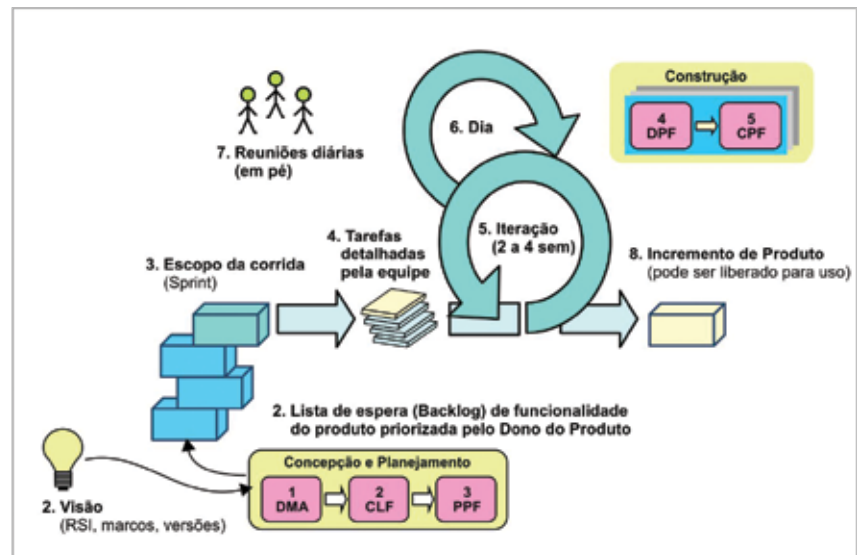 Construção
4
DPF
5
CPF
6. Dia
7. Reuniões diárias
(em pé)
5. Iteração
(2 a 4 sem)
4. Tarefas
detalhadas
pela equipe
8. Incremento de Produto
(pode ser liberado para uso)
3. Escopo da corrida
(Sprint)
2. Lista de espera (Backlog) de funcionalidade
do produto priorizada pelo Dono do Produto
Concepção e Planejamento
1
DMA
2
CLF
3
PPF
2. Visão
(RSI, marcos, versões)